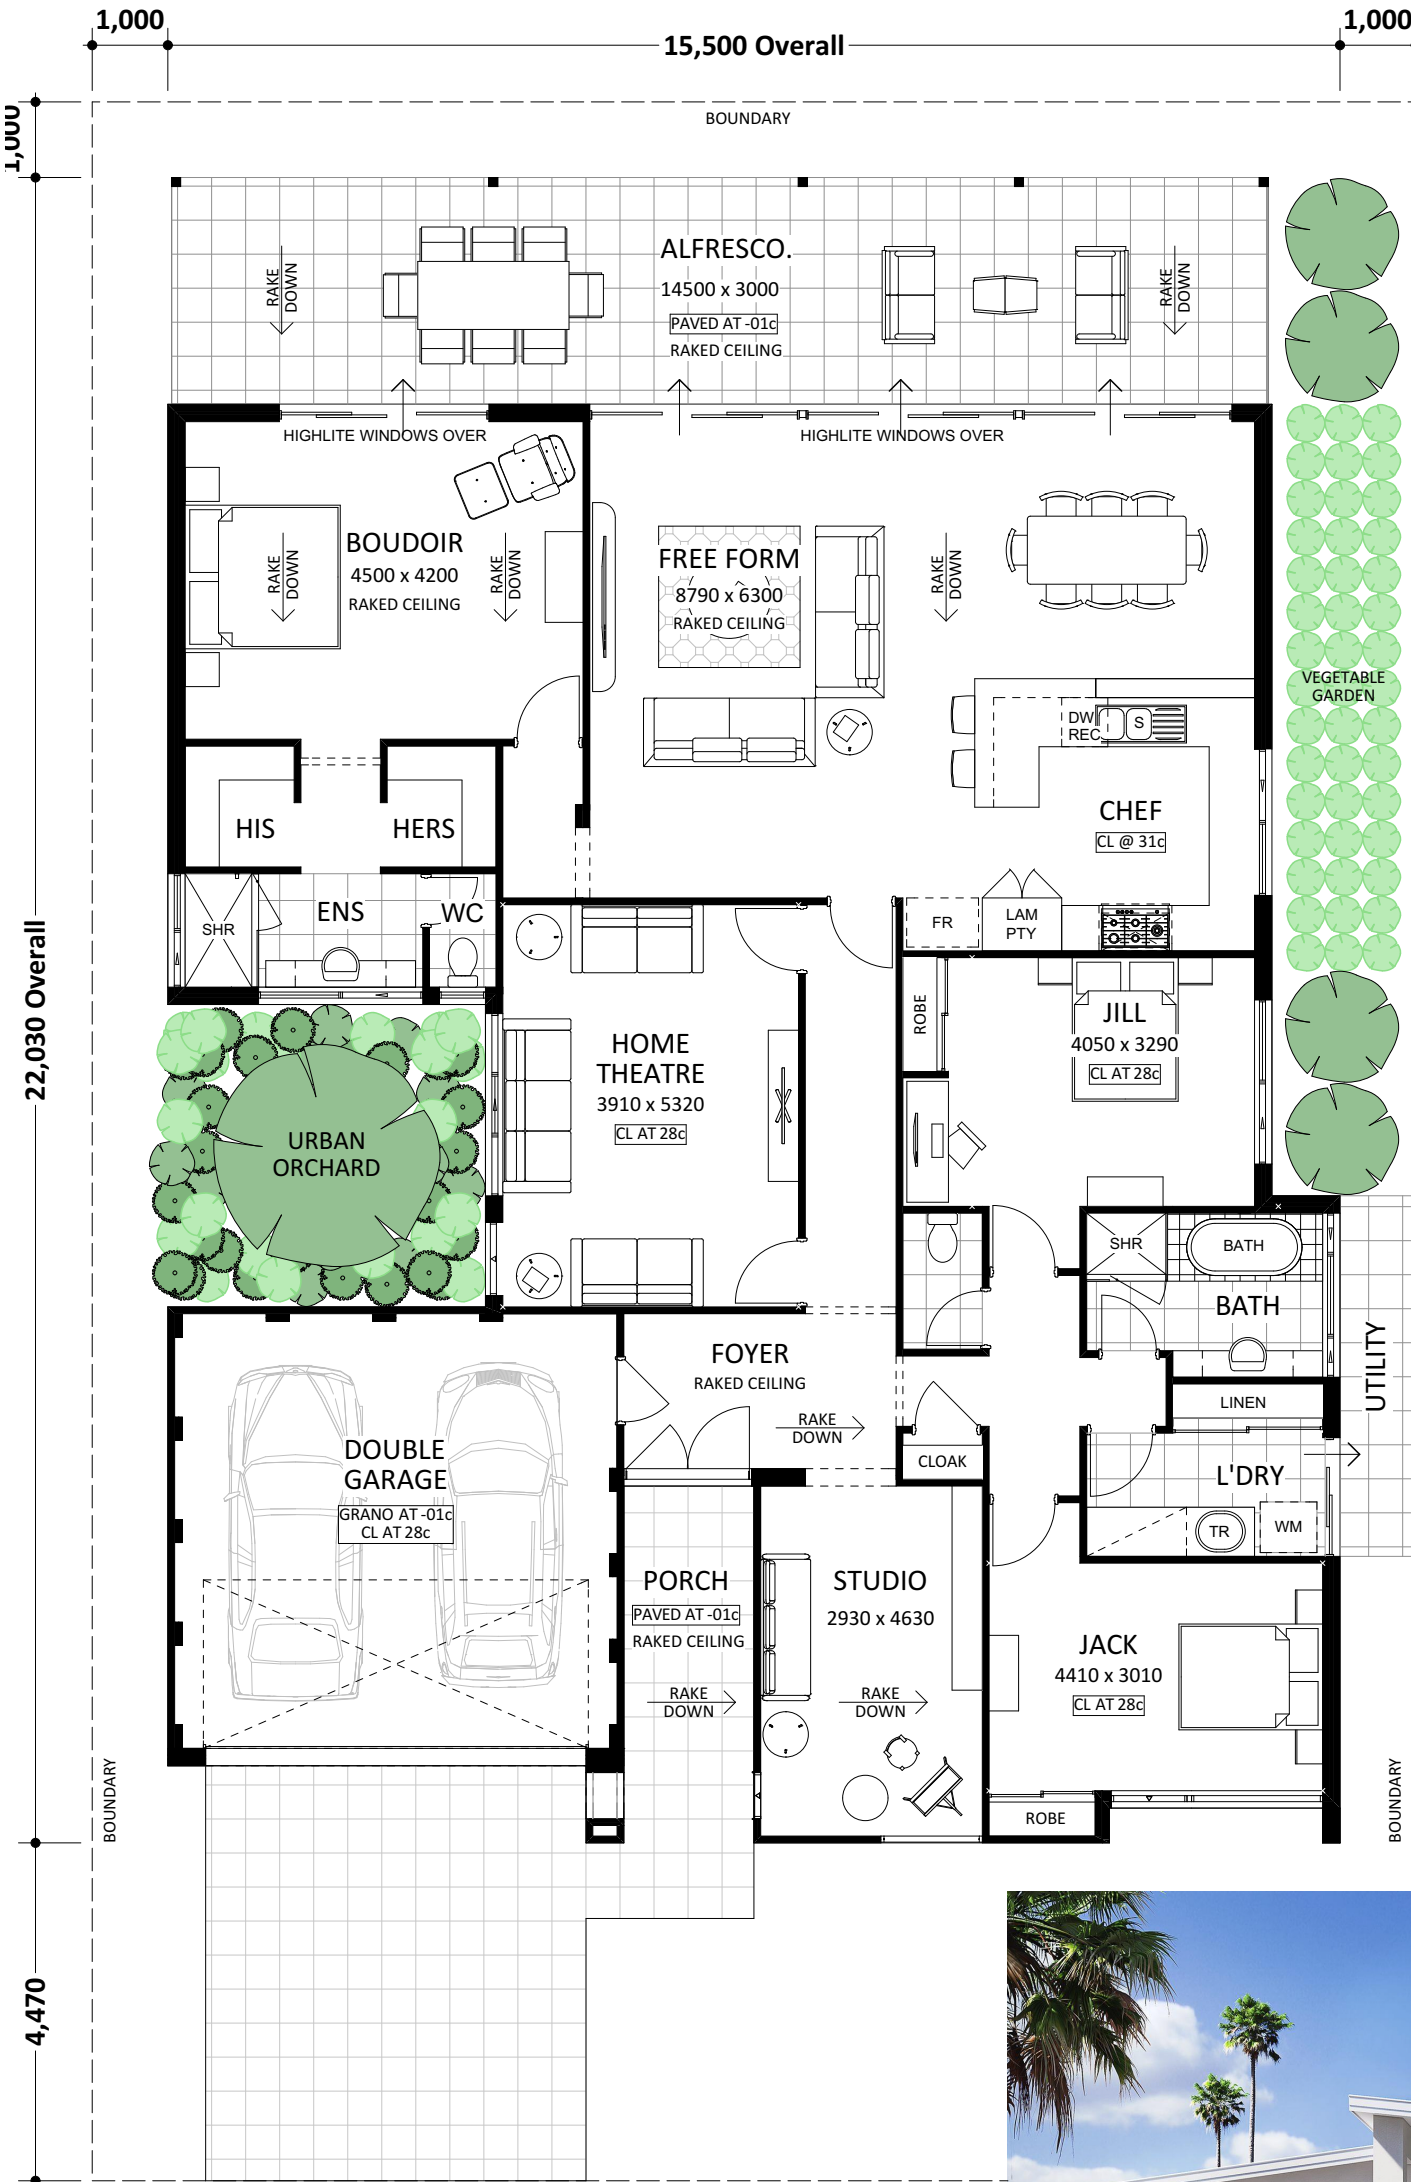 1,000
15,500 Overall
1,000
1,000
BOUNDARY
ALFRESCO.
14500 x 3000
PAVED AT -01c
RAKED CEILING
RAKE
DOWN
RAKE
DOWN
HIGHLITE WINDOWS OVER
HIGHLITE WINDOWS OVER
BOUDOIR
4500 x 4200
RAKED CEILING
RAKE
DOWN
RAKE
DOWN
FREE FORM
8790 x 6300
RAKED CEILING
RAKE
DOWN
VEGETABLE
GARDEN
DW
REC
S
CHEF
CL @ 31c
HIS
HERS
ENS
WC
SHR
FR
LAM
PTY
22,030 Overall
ROBE
JILL
4050 x 3290
CL AT 28c
HOME
THEATRE
3910 x 5320
CL AT 28c
URBAN
ORCHARD
SHR
BATH
BATH
UTILITY
FOYER
RAKED CEILING
RAKE
DOWN
LINEN
CLOAK
L'DRY
TR
WM
DOUBLE
GARAGE
GRANO AT -01c
CL AT 28c
PORCH
PAVED AT -01c
RAKED CEILING
RAKE
DOWN
STUDIO
2930 x 4630
RAKE
DOWN
JACK
4410 x 3010
CL AT 28c
ROBE
BOUNDARY
BOUNDARY
4,470